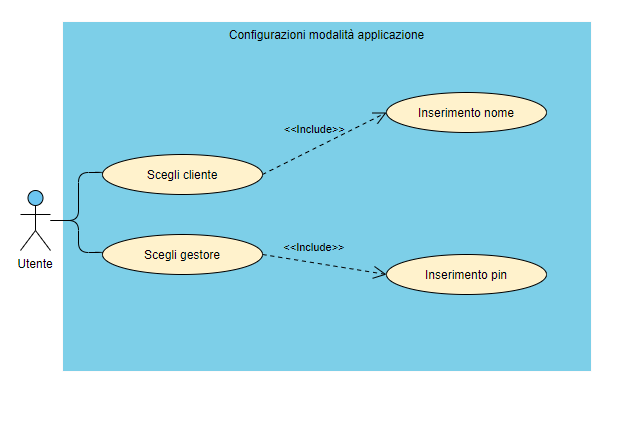 Configurazioni modalità applicazione
Inserimento nome
<<Include>>
Scegli cliente
Utente
Scegli gestore
<<Include>>
Inserimento pin